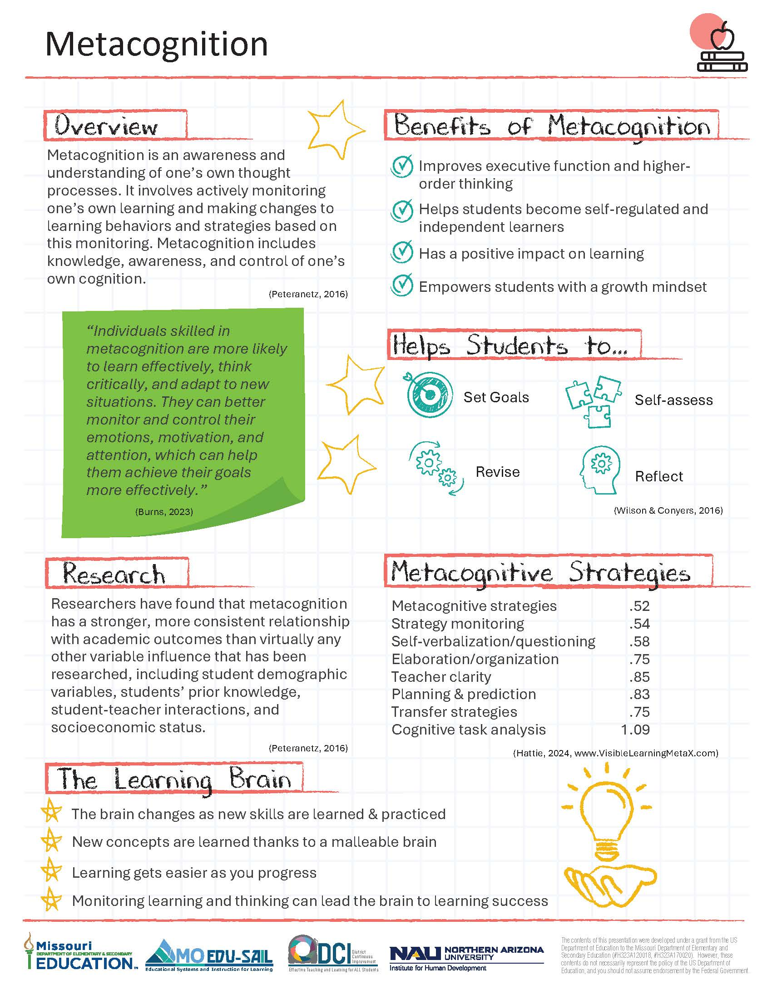 Metacognition
Overview
Metacognition is an awareness and
understanding of one's own thought
processes. It involves actively monitoring
one's own learning and making changes to
learning behaviors and strategies based on
this monitoring. Metacognition includes
knowledge, awareness, and control of one's
own cognition.
(Peteranetz, 2016)
"Individuals skilled in
metacognition are more likely
to learn effectively, think
critically, and adapt to new
situations. They can better
monitor and control their
emotions, motivation, and
attention, which can help
them achieve their goals
more effectively."
(Burns, 2023)
Benefits of Metacognition
Improves executive function and higher-
order thinking
Helps students become self-regulated and
independent learners
Has a positive impact on learning
Empowers students with a growth mindset
Helps Students to...
Set Goals
Self-assess
Revise
Reflect
(Wilson & Conyers, 2016)
Research
Researchers have found that metacognition
has a stronger, more consistent relationship
with academic outcomes than virtually any
other variable influence that has been
researched, including student demographic
variables, students' prior knowledge,
student-teacher interactions, and
socioeconomic status.
(Peteranetz, 2016)
Metacognitive Strategies
Metacognitive strategies .52
Strategy monitoring .54
Self-verbalization/questioning .58
Elaboration/organization .75
Teacher clarity .85
Planning & prediction .83
Transfer strategies .75
Cognitive task analysis 1.09
(Hattie, 2024, www.VisibleLearningMetaX.com)
The Learning Brain
The brain changes as new skills are learned & practiced
New concepts are learned thanks to a malleable brain
Learning gets easier as you progress
Monitoring learning and thinking can lead the brain to learning success
Missouri
DEPARTMENT OF ELEMENTARY & SECONDARY
EDUCATION™
MO EDU-SAIL
Educational Systems and Instruction for Learning
DCI
District
Continuous
Improvement
Effective Teaching and Learning for ALL Students
NAU NORTHERN ARIZONA
UNIVERSITY
Institute for Human Development
The contents of this presentation were developed under a grant from the US
Department of Education to the Missouri Department of Elementary and
Secondary Education (#H323A120018, #H323A170020). However, these
contents do not necessarily represent the policy of the US Department of
Education, and you should not assume endorsement by the Federal Government.